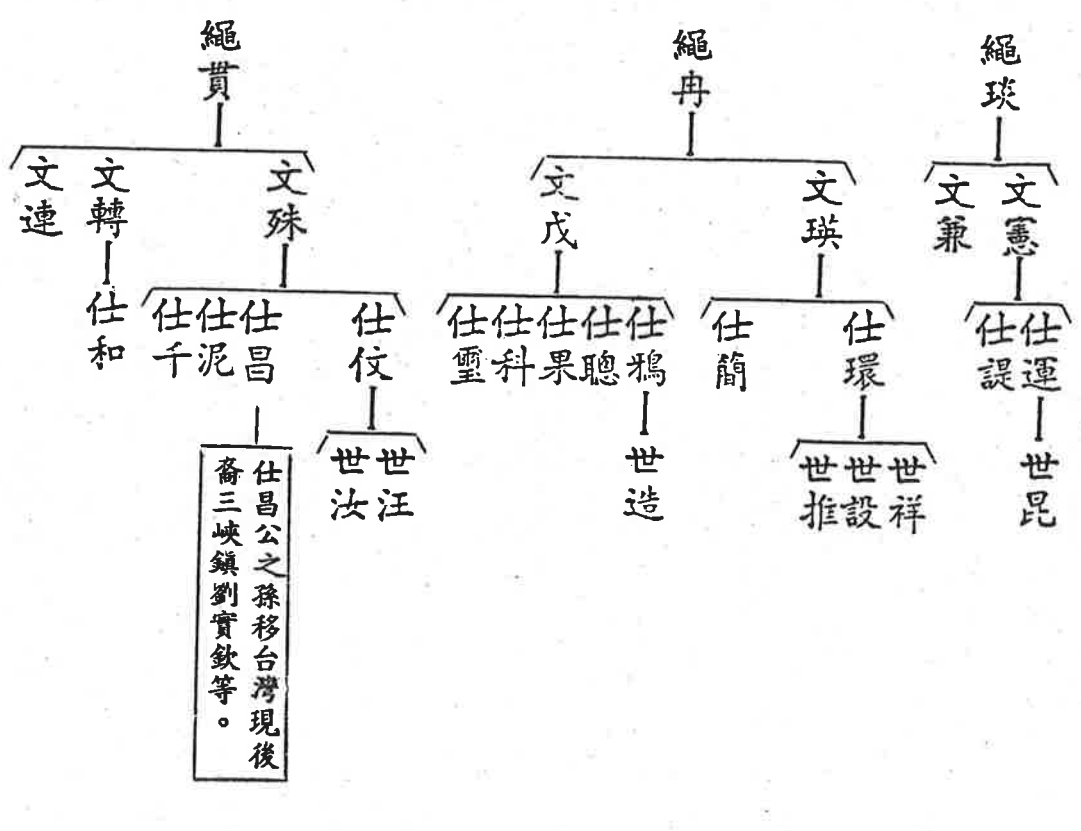 繩琰
繩冉
繩貫
文憲
文兼
文瑛
文戊
文殊
文轉
文連
仕運
仕諟
仕環
仕簡
仕鴉
仕聰
仕果
仕科
仕璽
仕伩
仕昌
仕泥
仕千
仕和
世昆
世祥
世設
世推
世造
世汪
世汝
仕昌公之孫移台灣現後
裔三峽鎮劉實欽等。